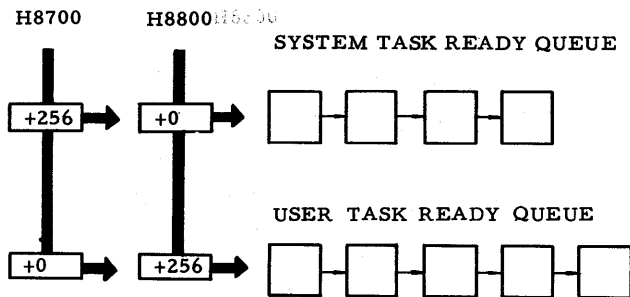 H8700 H8800
SYSTEM TASK READY QUEUE
+256 +0
USER TASK READY QUEUE
+0 +256